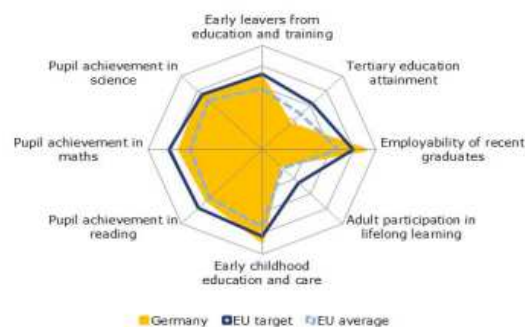 Early leavers from
education and training
Pupil achievement in
science
Tertiary education
attainment
Pupil achievement in
maths
Employability of recent
graduates
Pupil achievement in
reading
Adult participation in
lifelong learning
Early childhood
education and care
Germany EU target EU average